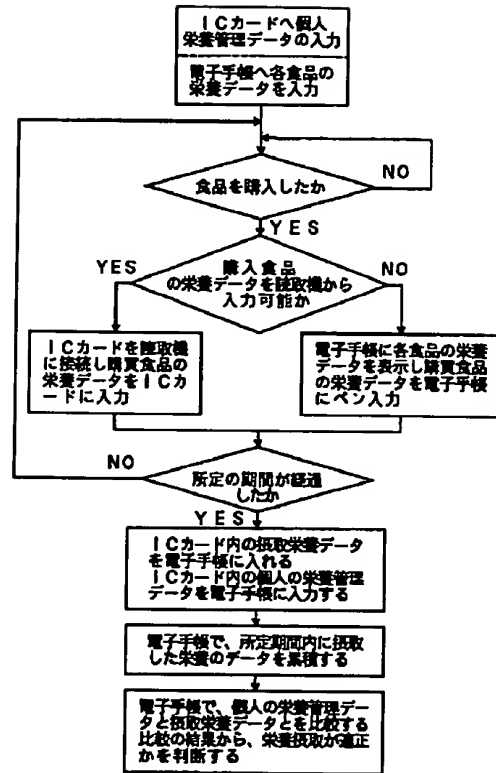 ICカードへ個人
栄養管理データの入力
電子手帳へ各食品の
栄養データを入力
食品を購入したか
NO
YES
購入食品
の栄養データを読取機から
入力可能か
YES
NO
ICカードを読取機
に接続し購買食品の
栄養データをICカ
ードに入力
電子手帳に各食品の栄養
データを表示し購買食品
の栄養データを電子手帳
にペン入力
所定の期間が経過
したか
NO
YES
ICカード内の摂取栄養データ
を電子手帳に入れる
ICカード内の個人の栄養管理
データを電子手帳に入力する
電子手帳で、所定期間内に摂取
した栄養のデータを累積する
電子手帳で、個人の栄養管理デー
タと摂取栄養データとを比較する
比較の結果から、栄養摂取が適正
かを判断する